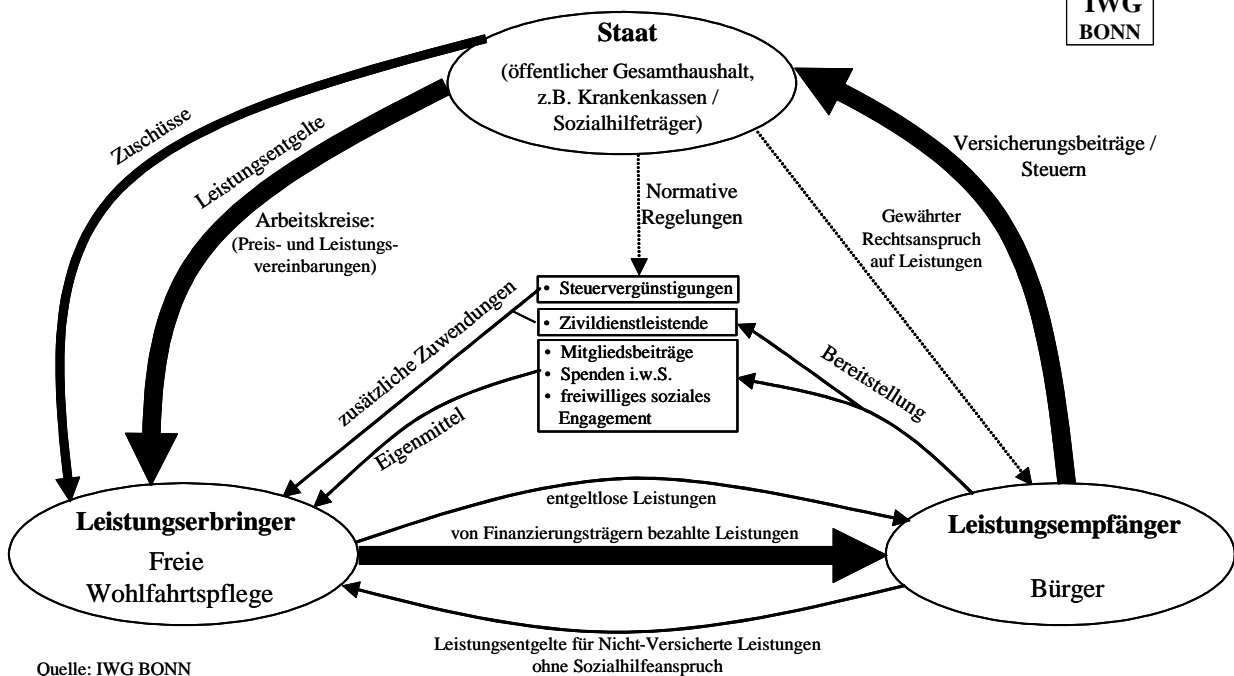 IWG
BONN
Staat
(öffentlicher Gesamthaushalt,
z.B. Krankenkassen /
Sozialhilfeträger)
Zuschüsse
Leistungsentgelte
Arbeitskreise:
(Preis- und Leistungs-
vereinbarungen)
Normative
Regelungen
Versicherungsbeiträge /
Steuern
Gewährter
Rechtsanspruch
auf Leistungen
• Steuervergünstigungen
• Zivildienstleistende
• Mitgliedsbeiträge
• Spenden i.w.S.
• freiwilliges soziales
Engagement
zusätzliche Zuwendungen
Eigenmittel
Bereitstellung
Leistungserbringer
Freie
Wohlfahrtspflege
entgeltlose Leistungen
von Finanzierungsträgern bezahlte Leistungen
Leistungsempfänger
Bürger
Leistungsentgelte für Nicht-Versicherte Leistungen
ohne Sozialhilfeanspruch
Quelle: IWG BONN